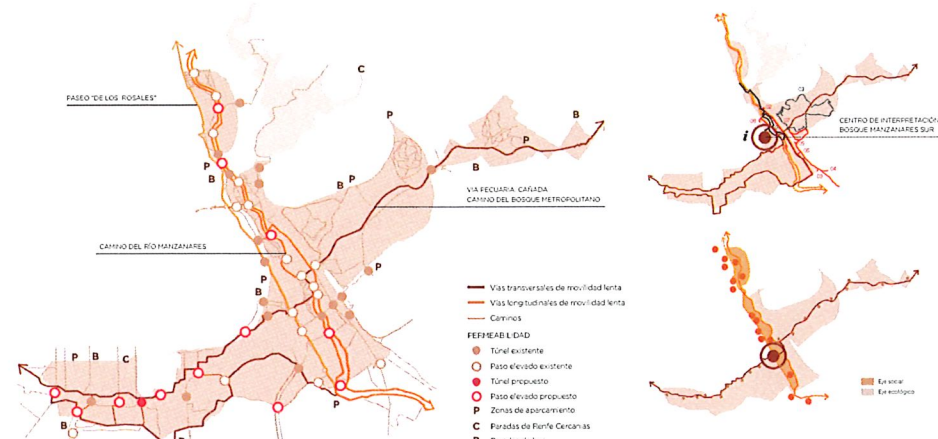 PASEO "DE LOS ROSALES"
C
P
B
P
B
VIA PECUARIA: CAÑADA
CAMINO DEL BOSQUE METROPOLITANO
P
B
B P
CAMINO DEL RÍO MANZANARES
P
P
B
P B C
B
P
Vías transversales de movilidad lenta
Vías longitudinales de movilidad lenta
Caminos
PERMEABILIDAD
Túnel existente
Paso elevado existente
Túnel propuesto
Paso elevado propuesto
P Zonas de aparcamiento
C Paradas de Renfe Cercanías
i
CENTRO DE INTERPRETACIÓN
BOSQUE MANZANARES SUR
Eje social
Eje ecológico